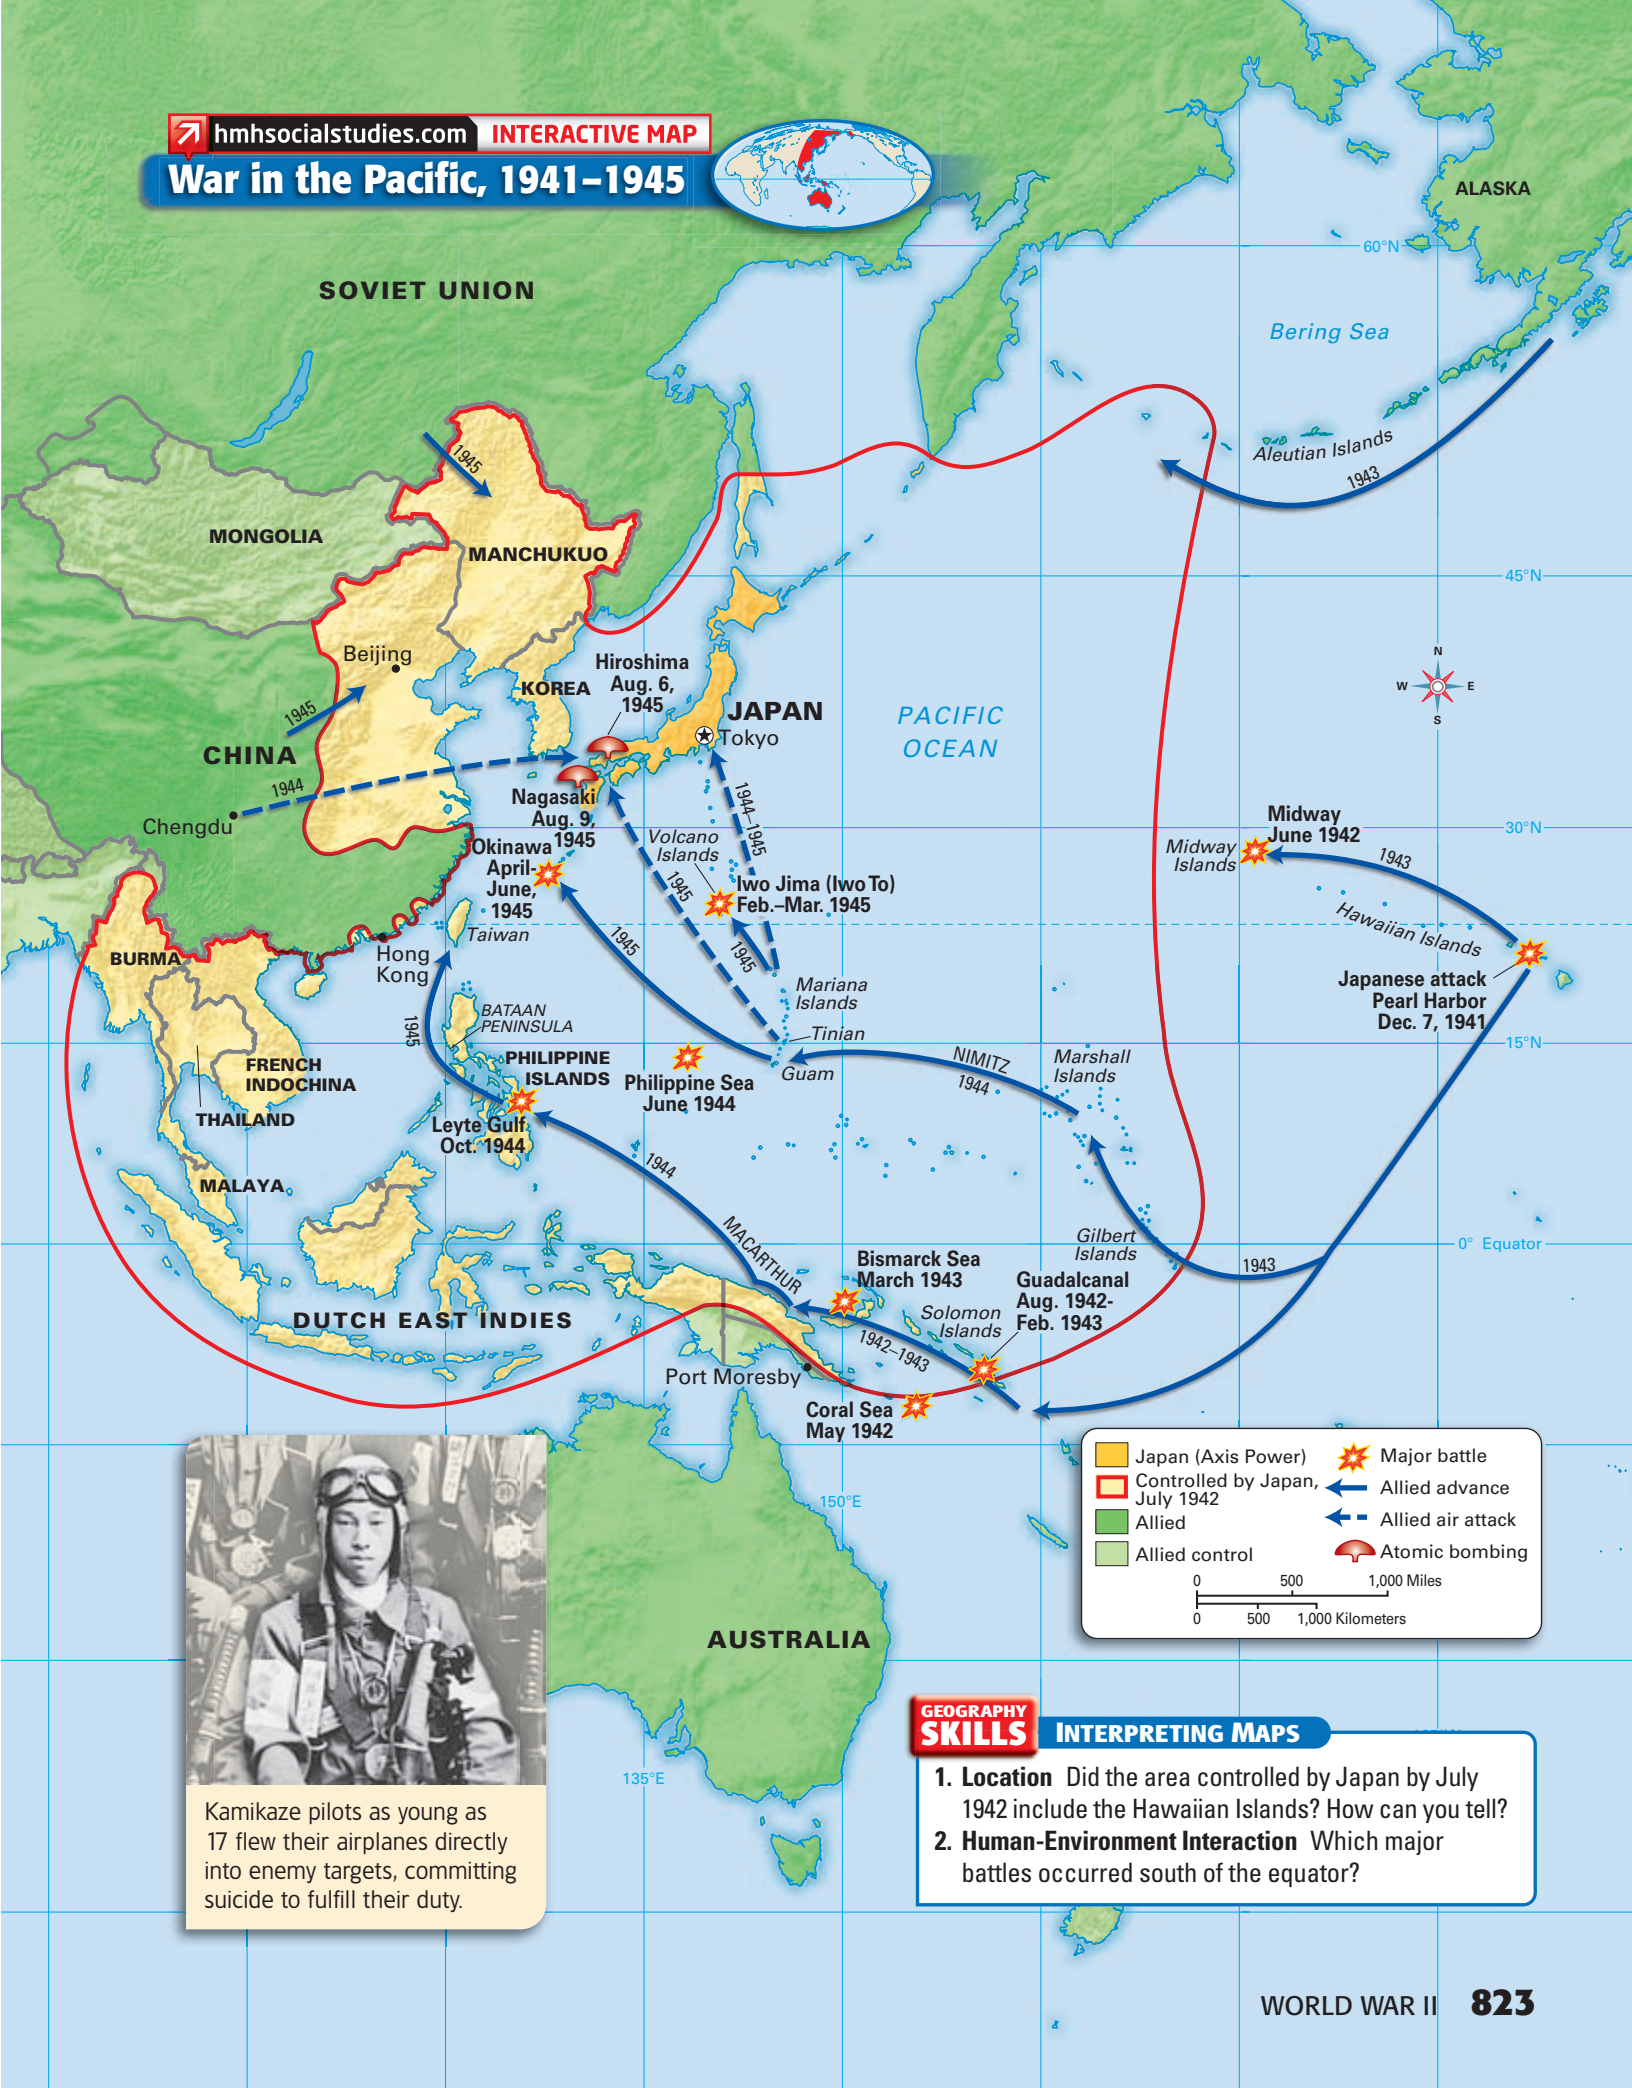 hmhsocialstudies.com INTERACTIVE MAP
War in the Pacific, 1941–1945
ALASKA
60°N
SOVIET UNION
Bering Sea
Aleutian Islands
1943
1945
MONGOLIA
MANCHUKUO
45°N
Beijing
KOREA
Hiroshima
Aug. 6,
1945
JAPAN
Tokyo
PACIFIC
OCEAN
N
W
E
S
1945
CHINA
1944
Chengdu
Nagasaki
Aug. 9,
1945
1944–1945
Volcano
Islands
1945
Okinawa
April-
June,
1945
Iwo Jima (Iwo To)
Feb.–Mar. 1945
Midway
June 1942
Midway
Islands
30°N
1943
Hawaiian Islands
Japanese attack
Pearl Harbor
Dec. 7, 1941
BURMA
Hong
Kong
Taiwan
1945
1945
Mariana
Islands
Tinian
Guam
NIMITZ
1944
Marshall
Islands
15°N
1945
BATAAN
PENINSULA
PHILIPPINE
ISLANDS
Philippine Sea
June 1944
FRENCH
INDOCHINA
THAILAND
Leyte Gulf
Oct. 1944
1944
MALAYA
MACARTHUR
Gilbert
Islands
1943
0° Equator
Bismarck Sea
March 1943
Guadalcanal
Aug. 1942-
Feb. 1943
Solomon
Islands
1942–1943
DUTCH EAST INDIES
Port Moresby
Coral Sea
May 1942
150°E
AUSTRALIA
135°E
Japan (Axis Power)
Controlled by Japan,
July 1942
Allied
Allied control
Major battle
Allied advance
Allied air attack
Atomic bombing
0 500 1,000 Miles
0 500 1,000 Kilometers
Kamikaze pilots as young as
17 flew their airplanes directly
into enemy targets, committing
suicide to fulfill their duty.
GEOGRAPHY
SKILLS
INTERPRETING MAPS
1. Location Did the area controlled by Japan by July
1942 include the Hawaiian Islands? How can you tell?
2. Human-Environment Interaction Which major
battles occurred south of the equator?
WORLD WAR II 823